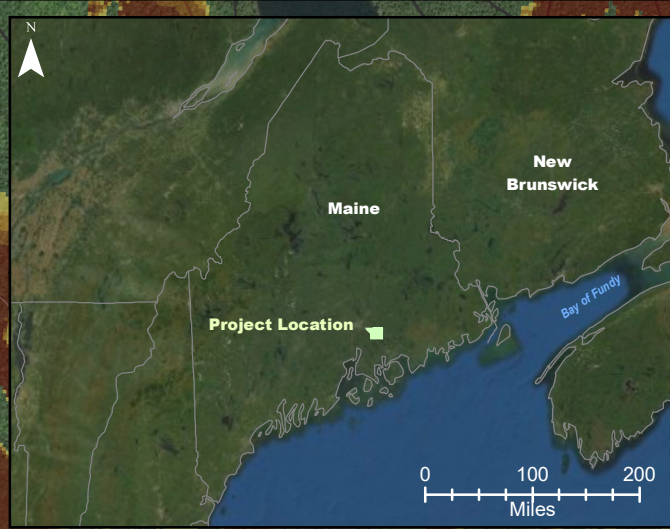 N
Maine
New
Brunswick
Project Location
Bay of Fundy
0 100 200
Miles